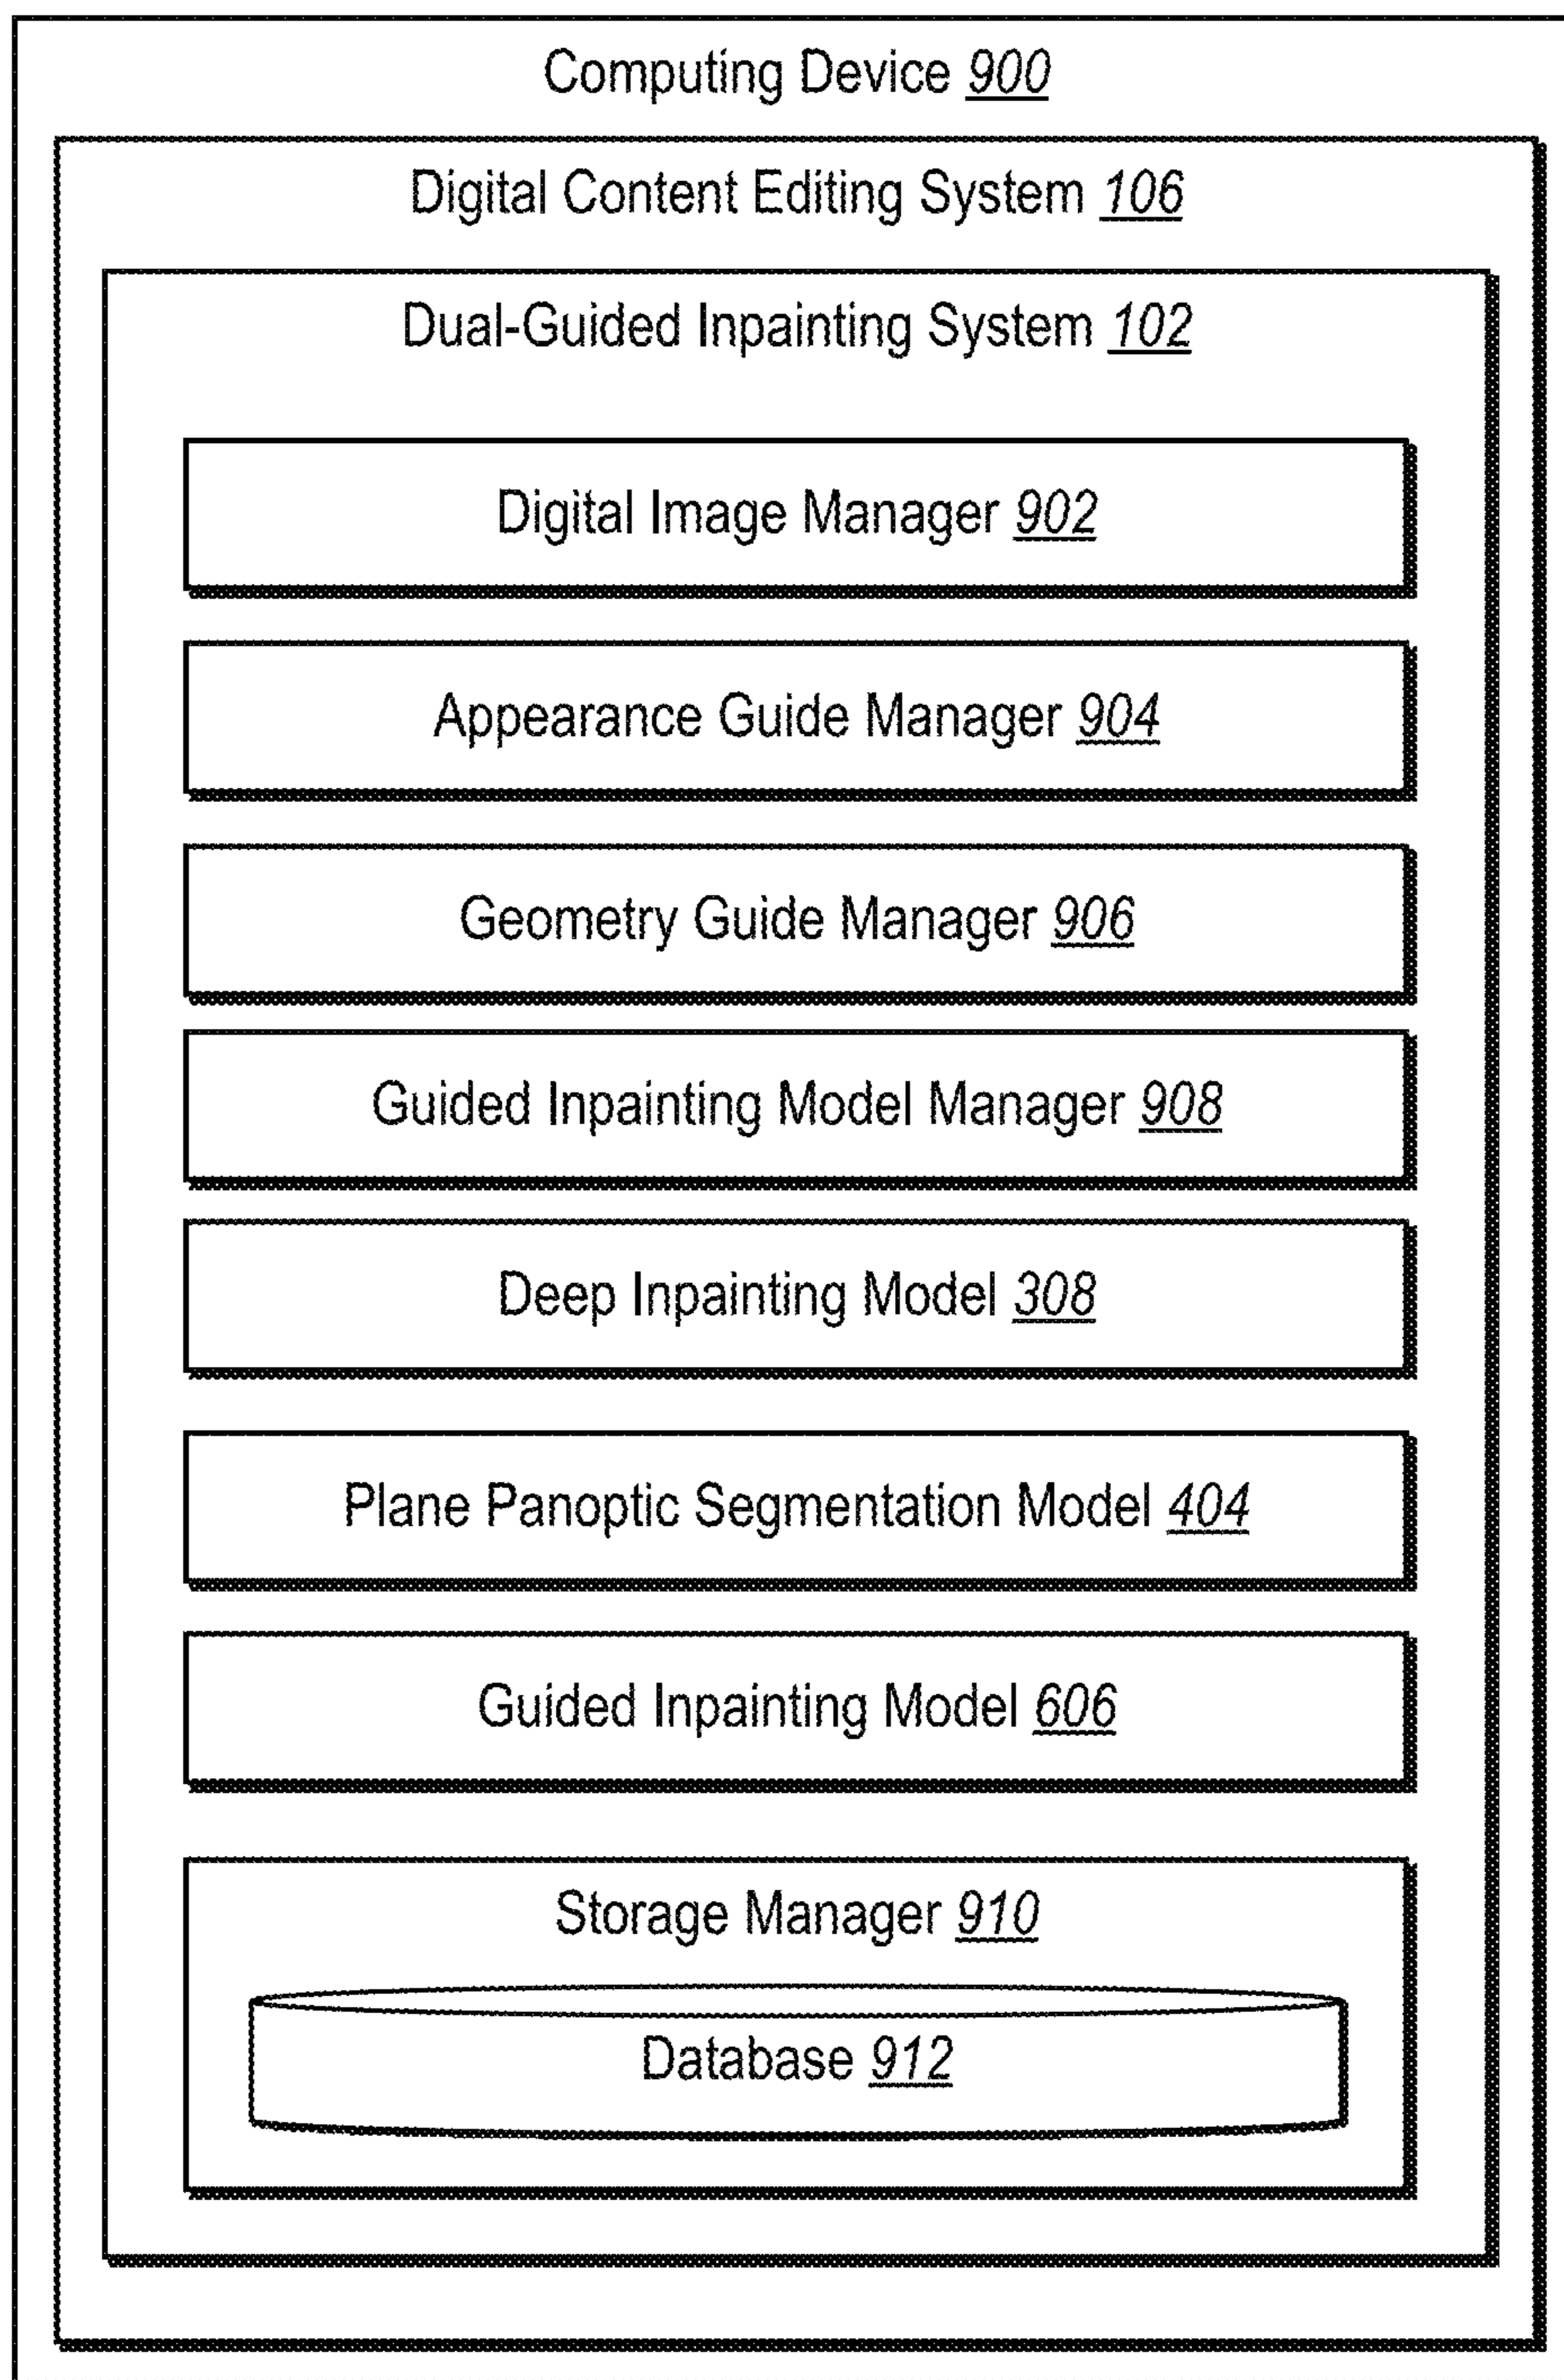 Computing Device 900
Digital Content Editing System 106
Dual-Guided Inpainting System 102
Digital Image Manager 902
Appearance Guide Manager 904
Geometry Guide Manager 906
Guided Inpainting Model Manager 908
Deep Inpainting Model 308
Plane Panoptic Segmentation Model 404
Guided Inpainting Model 606
Storage Manager 910
Database 912